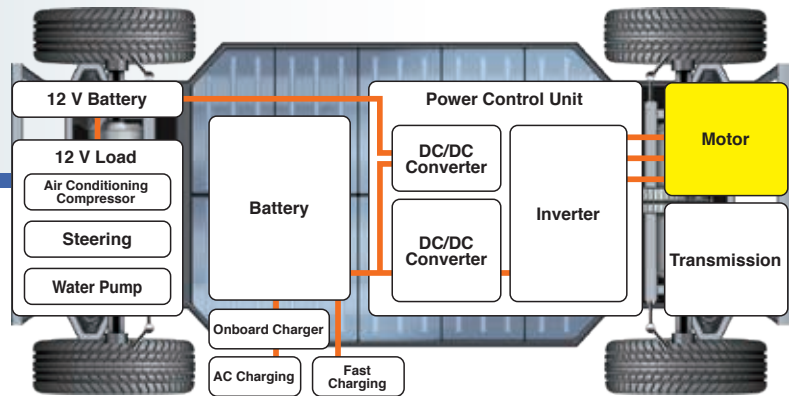 12 V Battery
12 V Load
Air Conditioning
Compressor
Steering
Water Pump
Battery
Onboard Charger
AC Charging
Fast
Charging
Power Control Unit
DC/DC
Converter
DC/DC
Converter
Inverter
Motor
Transmission